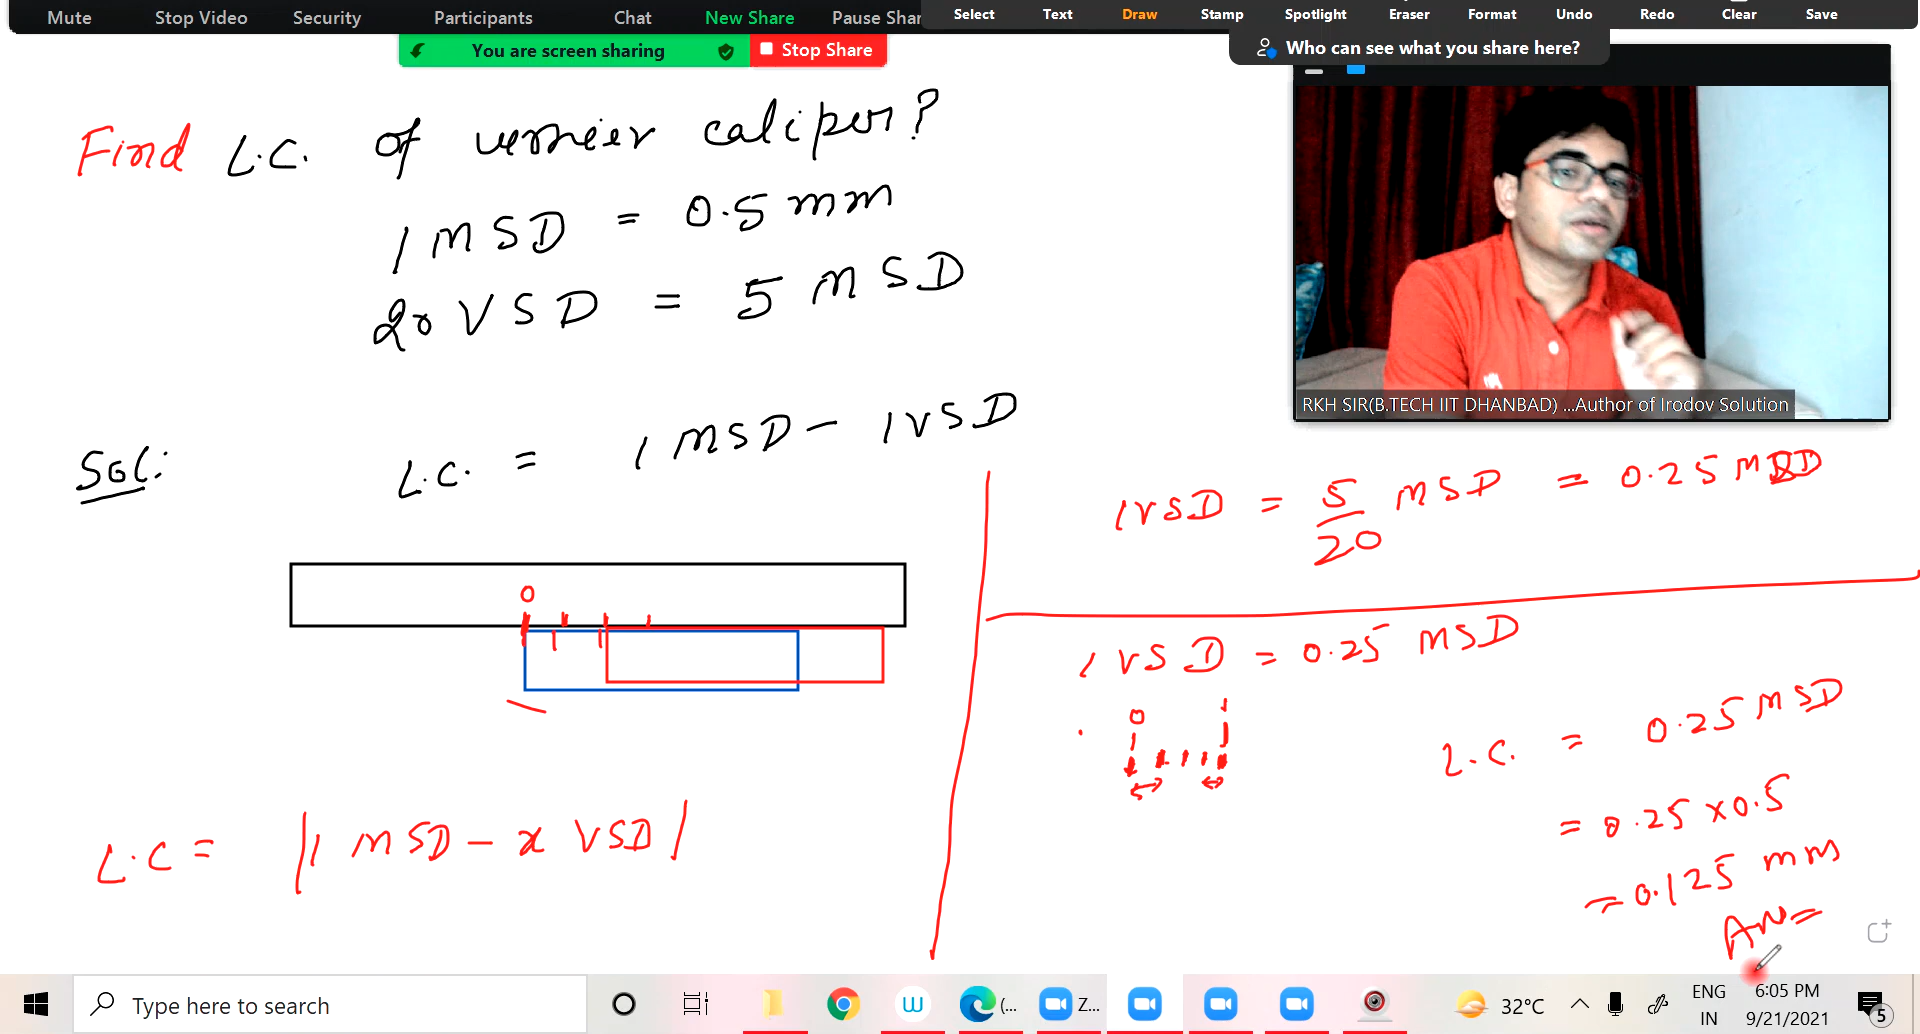 Mute Stop Video Security Participants Chat New Share Pause Shar Select Text Draw Stamp Spotlight Eraser Format Undo Redo Clear Save
You are screen sharing Stop Share Who can see what you share here?
Find L.C. of vernier caliper?
1 MSD = 0.5 mm
20 VSD = 5 MSD
RKH SIR(B.TECH IIT DHANBAD) ...Author of Irodov Solution
Sol: L.C. = 1 MSD - 1 VSD
0
L.C = |1 MSD - x VSD|
1 VSD = 5/20 MSD = 0.25 MSD
1 VSD = 0.25 MSD
0 1
L.C. = 0.25 MSD
= 0.25 x 0.5
= 0.125 mm
Ans
Type here to search
W (... Z...
32°C ENG 6:05 PM
IN 9/21/2021 5